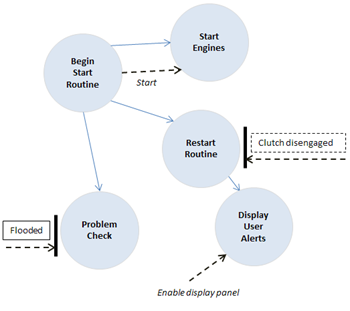 Start
Engines
Begin
Start
Routine
Start
Restart
Routine
Clutch disengaged
Problem
Check
Flooded
Display
User
Alerts
Enable display panel